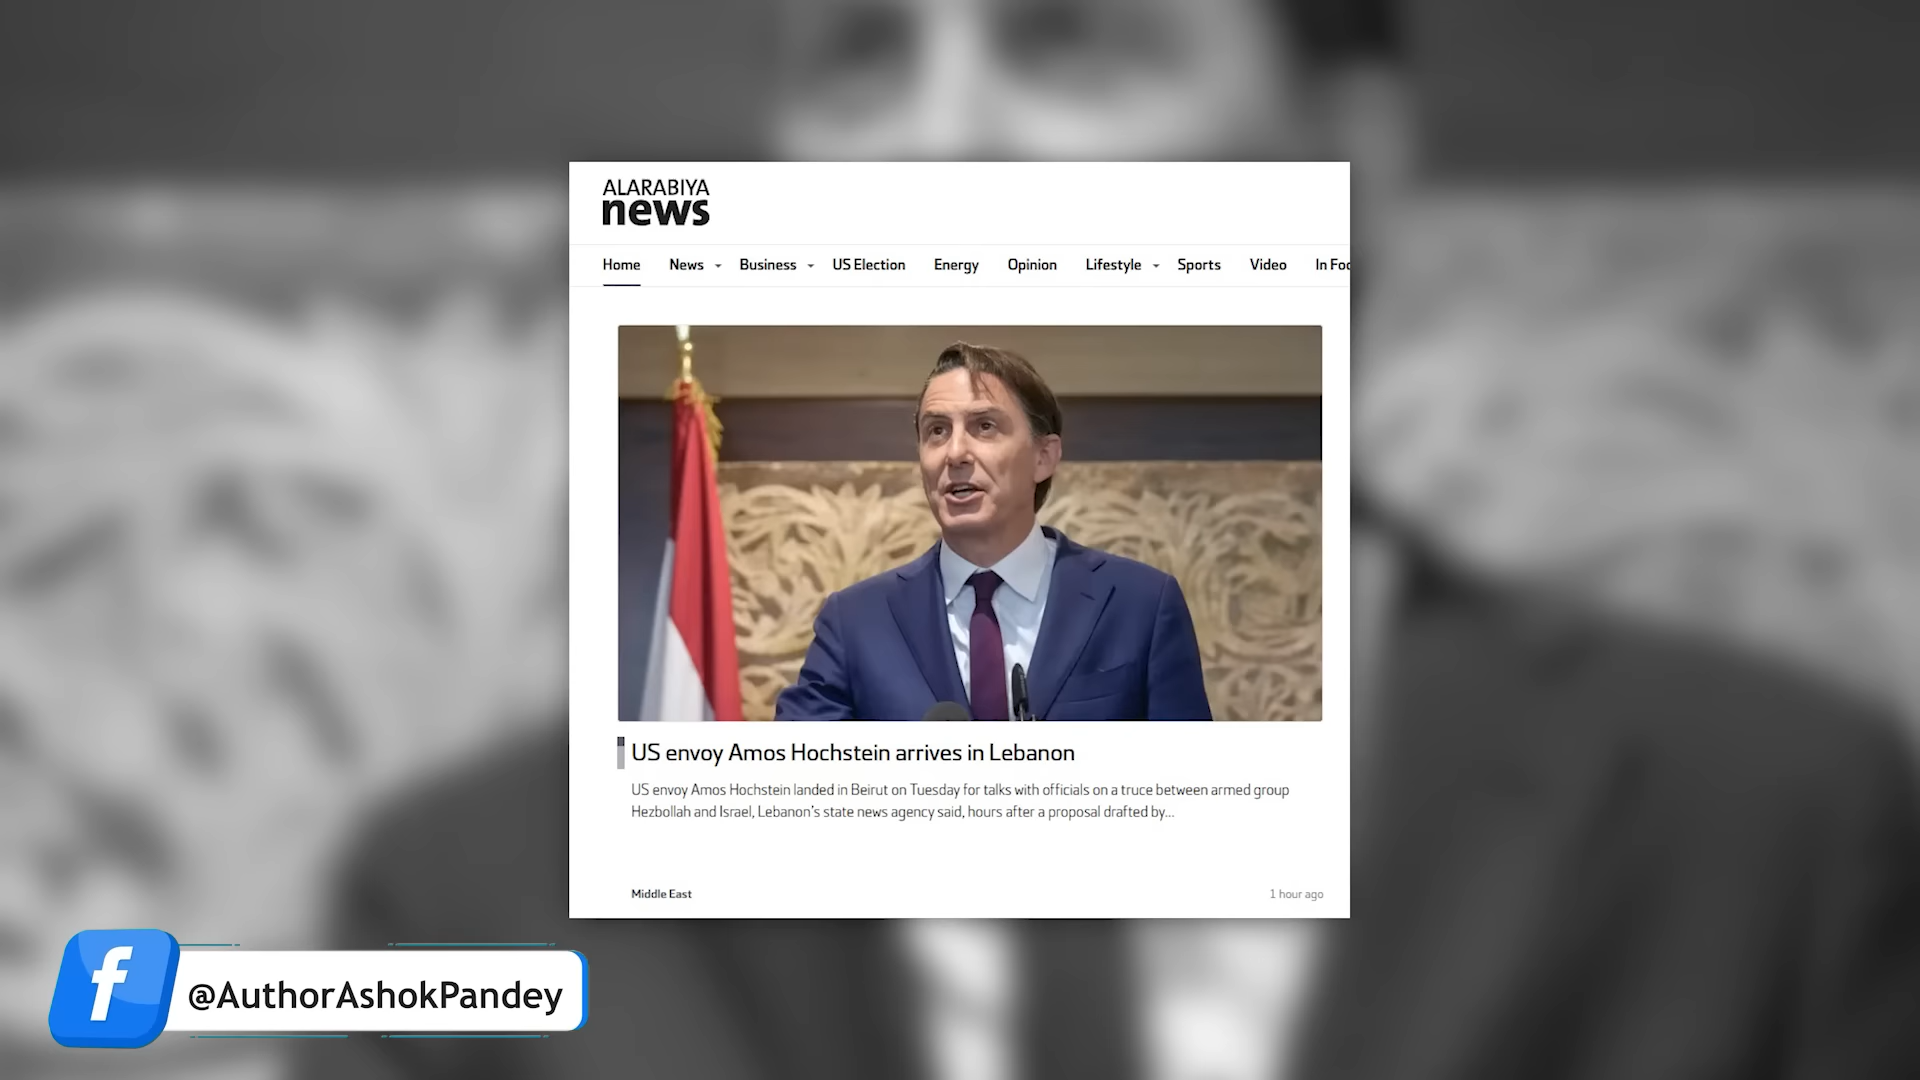 ALARABIYA
news
Home News Business US Election Energy Opinion Lifestyle Sports Video In Foc
US envoy Amos Hochstein arrives in Lebanon
US envoy Amos Hochstein landed in Beirut on Tuesday for talks with officials on a truce between armed group
Hezbollah and Israel, Lebanon's state news agency said, hours after a proposal drafted by...
Middle East 1 hour ago
@AuthorAshokPandey